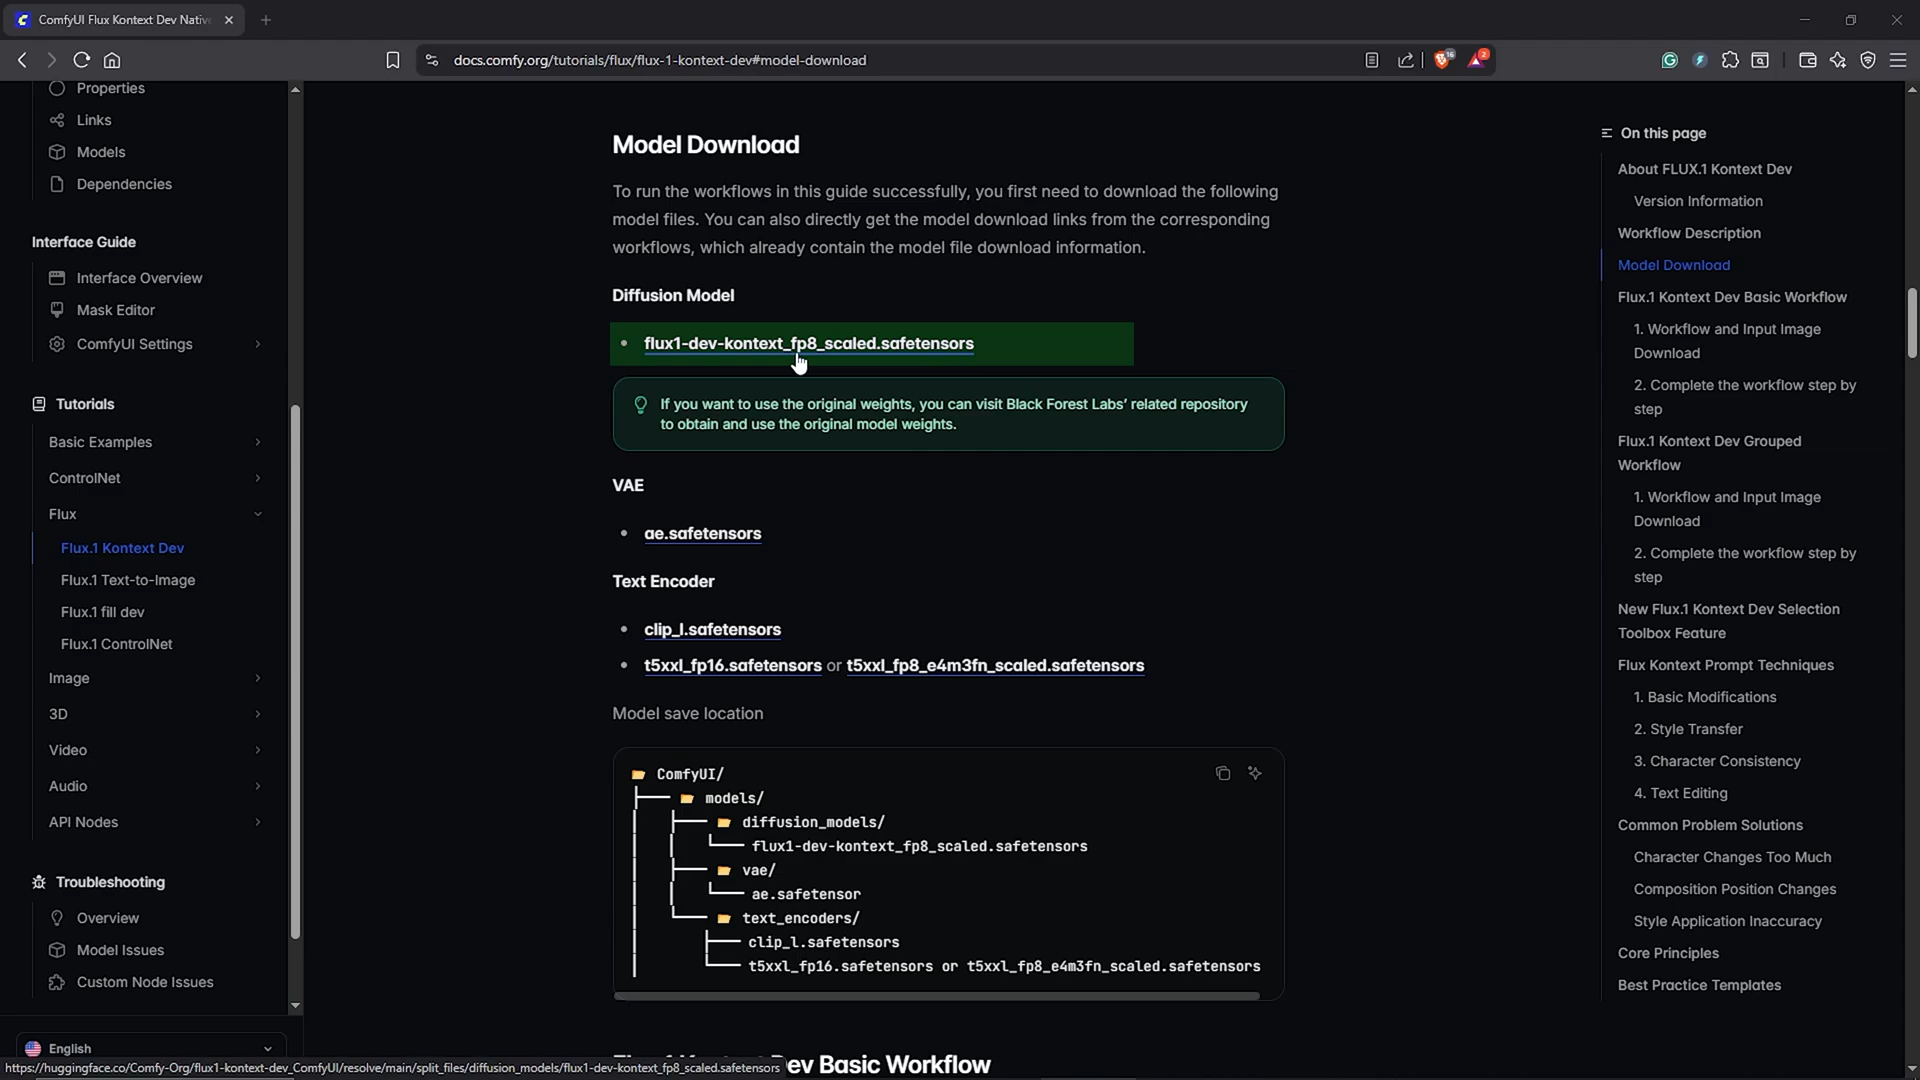 ComfyUI Flux Kontext Dev Nativ
docs.comfy.org/tutorials/flux/flux-1-kontext-dev#model-download
16
2
Properties
Links
Models
Dependencies
Interface Guide
Interface Overview
Mask Editor
ComfyUI Settings
Tutorials
Basic Examples
ControlNet
Flux
Flux.1 Kontext Dev
Flux.1 Text-to-Image
Flux.1 fill dev
Flux.1 ControlNet
Image
3D
Video
Audio
API Nodes
Troubleshooting
Overview
Model Issues
Custom Node Issues
English
Model Download
To run the workflows in this guide successfully, you first need to download the following
model files. You can also directly get the model download links from the corresponding
workflows, which already contain the model file download information.
Diffusion Model
flux1-dev-kontext_fp8_scaled.safetensors
If you want to use the original weights, you can visit Black Forest Labs' related repository
to obtain and use the original model weights.
VAE
ae.safetensors
Text Encoder
clip_l.safetensors
t5xxl_fp16.safetensors or t5xxl_fp8_e4m3fn_scaled.safetensors
Model save location
ComfyUI/
models/
diffusion_models/
flux1-dev-kontext_fp8_scaled.safetensors
vae/
ae.safetensor
text_encoders/
clip_l.safetensors
t5xxl_fp16.safetensors or t5xxl_fp8_e4m3fn_scaled.safetensors
ev Basic Workflow
https://huggingface.co/Comfy-Org/flux1-kontext-dev_ComfyUI/resolve/main/split_files/diffusion_models/flux1-dev-kontext_fp8_scaled.safetensors
On this page
About FLUX.1 Kontext Dev
Version Information
Workflow Description
Model Download
Flux.1 Kontext Dev Basic Workflow
1. Workflow and Input Image
Download
2. Complete the workflow step by
step
Flux.1 Kontext Dev Grouped
Workflow
1. Workflow and Input Image
Download
2. Complete the workflow step by
step
New Flux.1 Kontext Dev Selection
Toolbox Feature
Flux Kontext Prompt Techniques
1. Basic Modifications
2. Style Transfer
3. Character Consistency
4. Text Editing
Common Problem Solutions
Character Changes Too Much
Composition Position Changes
Style Application Inaccuracy
Core Principles
Best Practice Templates